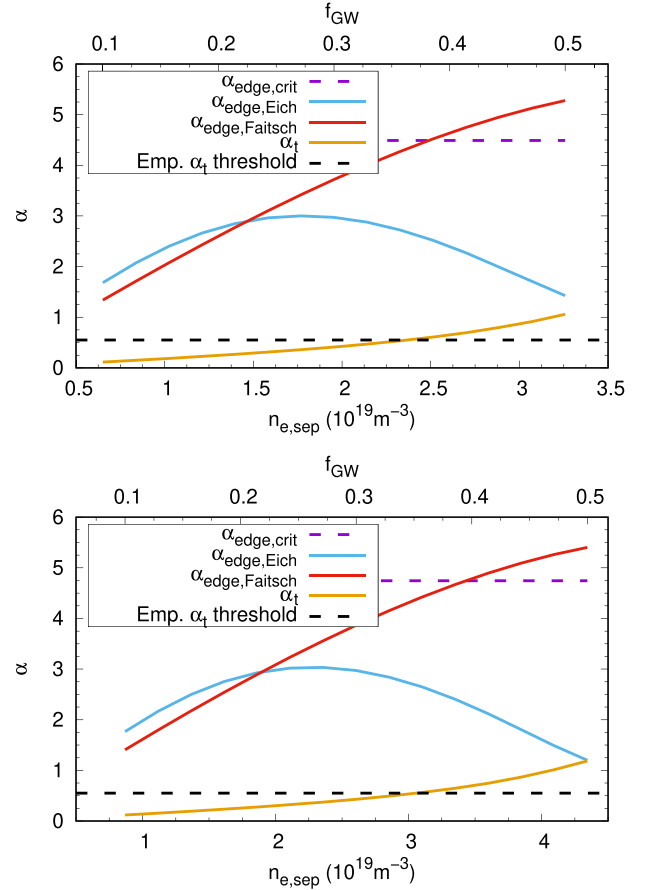 f_GW
0.1 0.2 0.3 0.4 0.5
6
5
4
3
2
1
0
α
α_edge,crit
α_edge,Eich
α_edge,Faitsch
α_t
Emp. α_t threshold
0.5 1 1.5 2 2.5 3 3.5
n_e,sep (10^19 m^−3)
f_GW
0.1 0.2 0.3 0.4 0.5
6
5
4
3
2
1
0
α
α_edge,crit
α_edge,Eich
α_edge,Faitsch
α_t
Emp. α_t threshold
1 2 3 4
n_e,sep (10^19 m^−3)